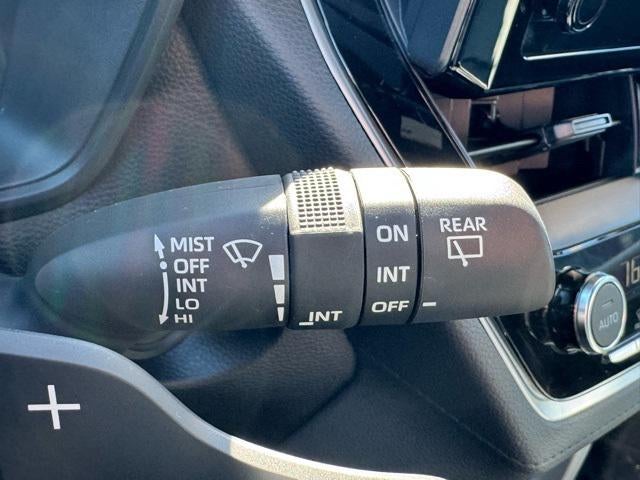 MIST
OFF
INT
LO
HI
INT
ON
INT
OFF
REAR
AUTO
+